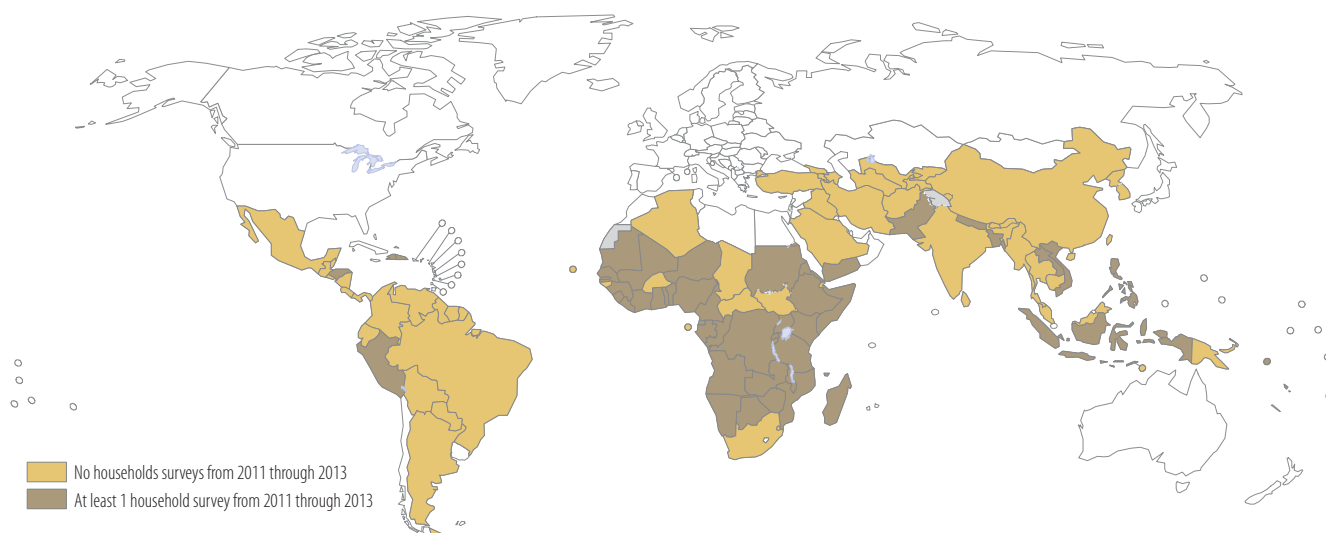 No households surveys from 2011 through 2013
At least 1 household survey from 2011 through 2013